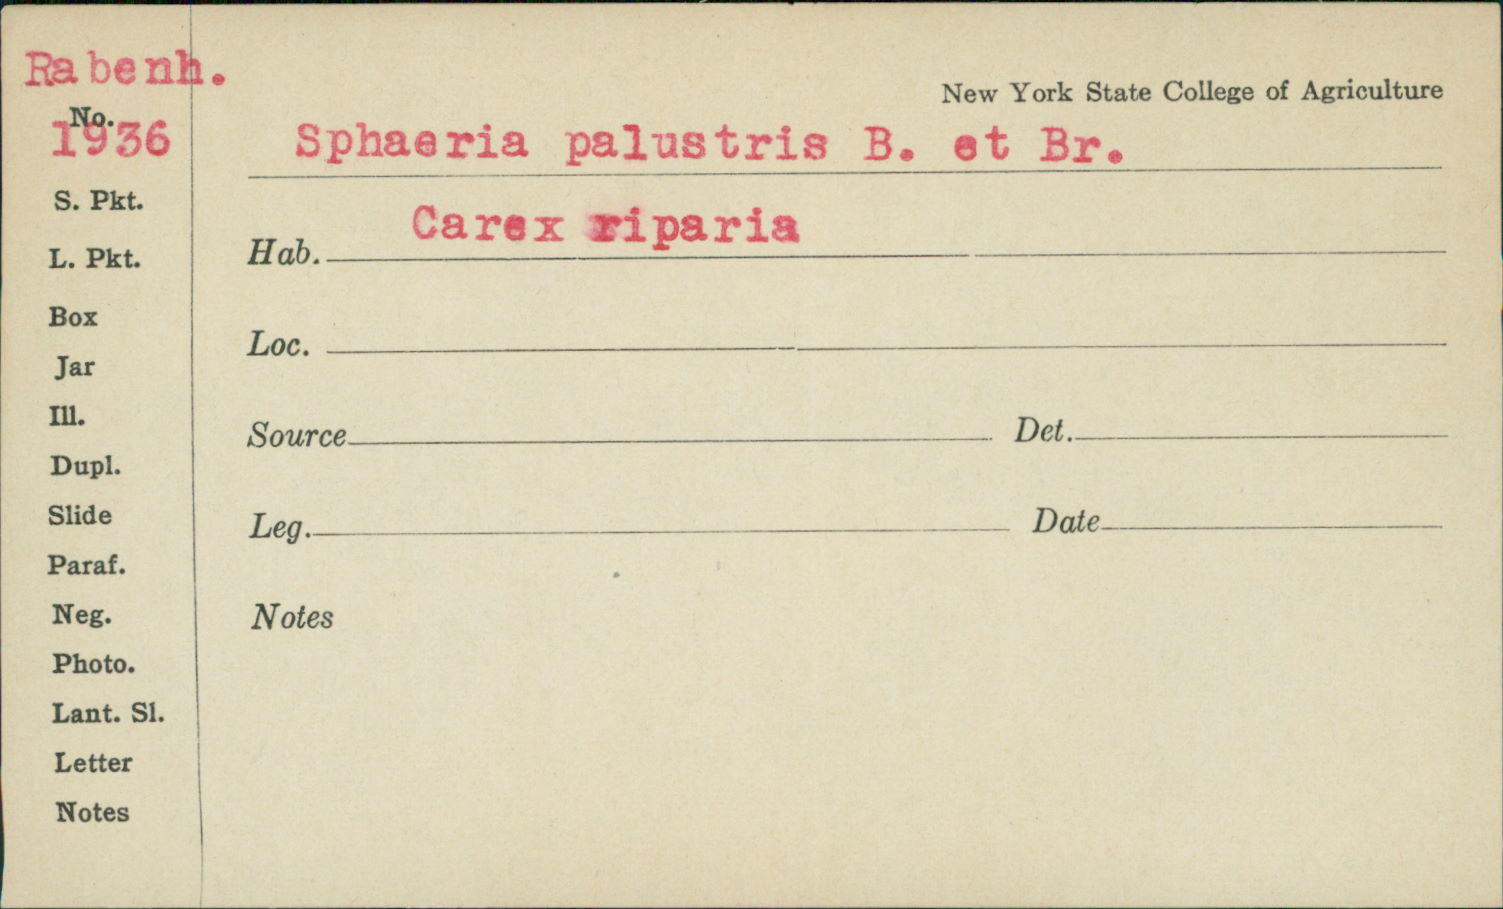 Rabenh.
New York State College of Agriculture
No.
1936
Sphaeria palustris B. et Br.
S. Pkt.
Carex riparia
Hab.
L. Pkt.
Box
Loc.
Jar
Ill.
Source Det.
Dupl.
Slide
Leg. Date
Paraf.
Neg.
Notes
Photo.
Lant. Sl.
Letter
Notes